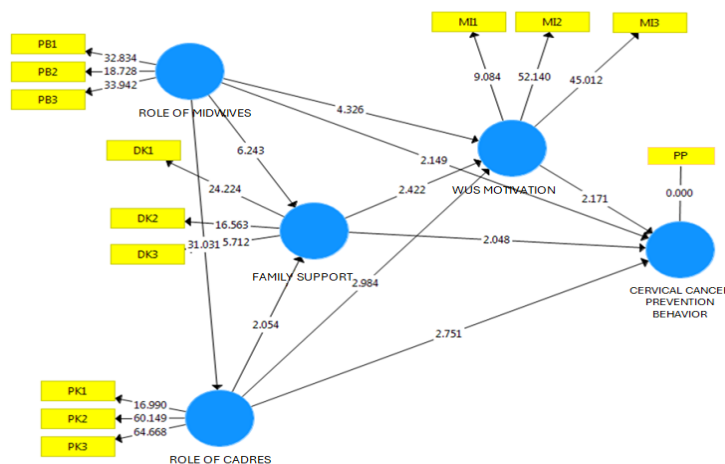 MI1
MI2
MI3
PB1
PB2
PB3
32.834
18.728
33.942
ROLE OF MIDWIVES
9.084
52.140
45.012
4.326
DK1
6.243
2.149
PP
24.224
2.422
WUS MOTIVATION
2.171
0.000
DK2
16.563
DK3
31.031
5.712
2.048
FAMILY SUPPORT
2.984
CERVICAL CANCER
PREVENTION
BEHAVIOR
2.054
2.751
PK1
PK2
PK3
16.990
60.149
64.668
ROLE OF CADRES